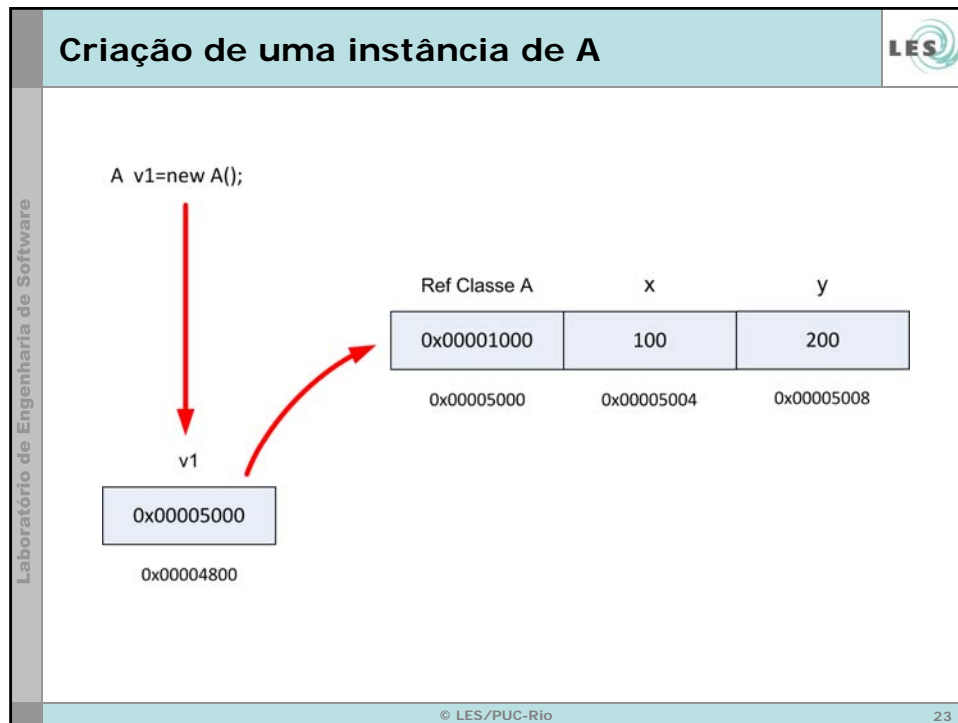 Criação de uma instância de A
LES
Laboratório de Engenharia de Software
A v1=new A();
Ref Classe A x y
0x00001000 100 200
0x00005000 0x00005004 0x00005008
v1
0x00005000
0x00004800
© LES/PUC-Rio 23